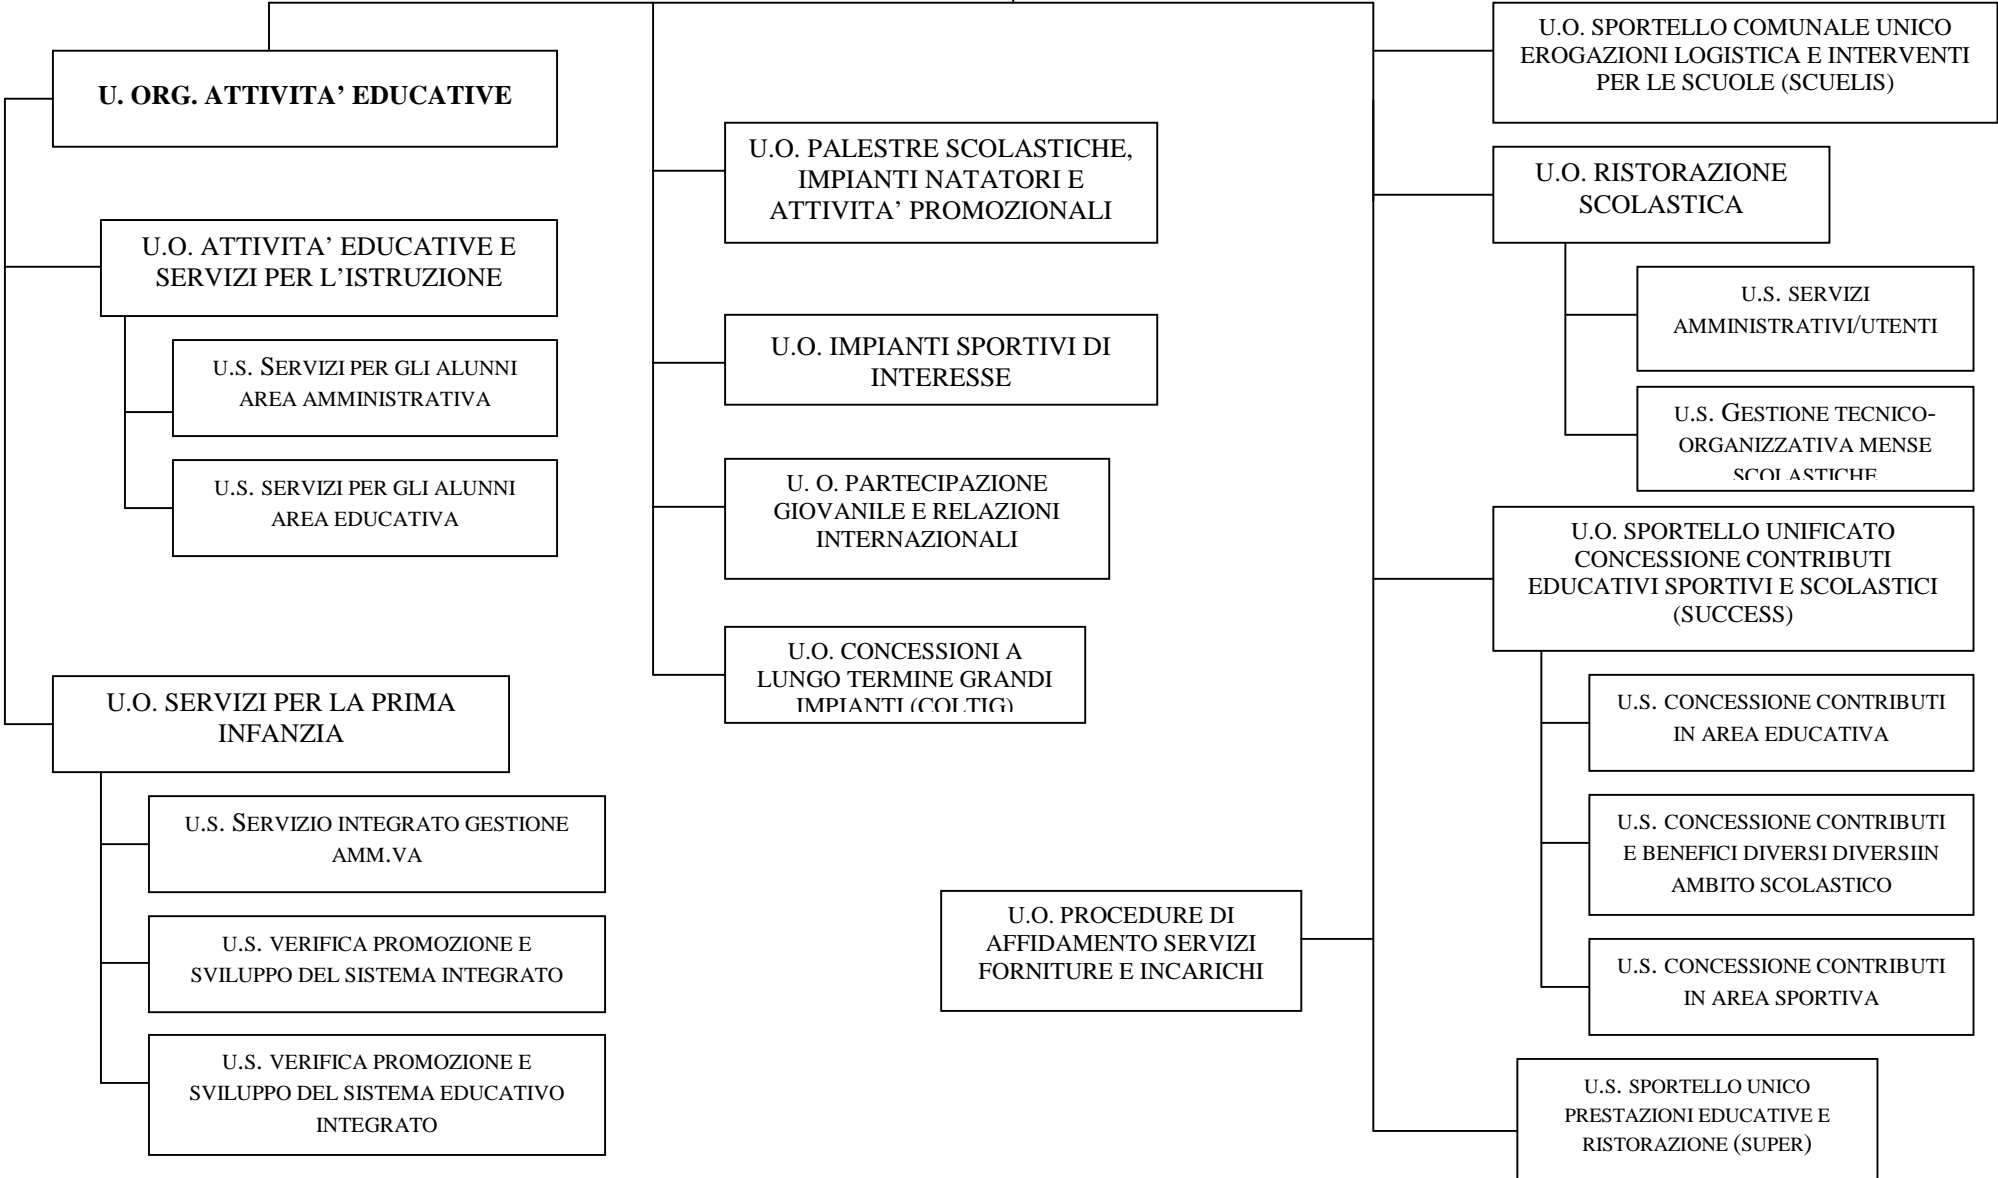 U. ORG. ATTIVITA’ EDUCATIVE
U.O. ATTIVITA’ EDUCATIVE E
SERVIZI PER L’ISTRUZIONE
U.S. SERVIZI PER GLI ALUNNI
AREA AMMINISTRATIVA
U.S. SERVIZI PER GLI ALUNNI
AREA EDUCATIVA
U.O. SERVIZI PER LA PRIMA
INFANZIA
U.S. SERVIZIO INTEGRATO GESTIONE
AMM.VA
U.S. VERIFICA PROMOZIONE E
SVILUPPO DEL SISTEMA INTEGRATO
U.S. VERIFICA PROMOZIONE E
SVILUPPO DEL SISTEMA EDUCATIVO
INTEGRATO
U.O. PALESTRE SCOLASTICHE,
IMPIANTI NATATORI E
ATTIVITA’ PROMOZIONALI
U.O. IMPIANTI SPORTIVI DI
INTERESSE
U. O. PARTECIPAZIONE
GIOVANILE E RELAZIONI
INTERNAZIONALI
U.O. CONCESSIONI A
LUNGO TERMINE GRANDI
IMPIANTI (COLTIG)
U.O. PROCEDURE DI
AFFIDAMENTO SERVIZI
FORNITURE E INCARICHI
U.O. SPORTELLO COMUNALE UNICO
EROGAZIONI LOGISTICA E INTERVENTI
PER LE SCUOLE (SCUELIS)
U.O. RISTORAZIONE
SCOLASTICA
U.S. SERVIZI
AMMINISTRATIVI/UTENTI
U.S. GESTIONE TECNICO-
ORGANIZZATIVA MENSE
SCOLASTICHE
U.O. SPORTELLO UNIFICATO
CONCESSIONE CONTRIBUTI
EDUCATIVI SPORTIVI E SCOLASTICI
(SUCCESS)
U.S. CONCESSIONE CONTRIBUTI
IN AREA EDUCATIVA
U.S. CONCESSIONE CONTRIBUTI
E BENEFICI DIVERSI DIVERSIIN
AMBITO SCOLASTICO
U.S. CONCESSIONE CONTRIBUTI
IN AREA SPORTIVA
U.S. SPORTELLO UNICO
PRESTAZIONI EDUCATIVE E
RISTORAZIONE (SUPER)